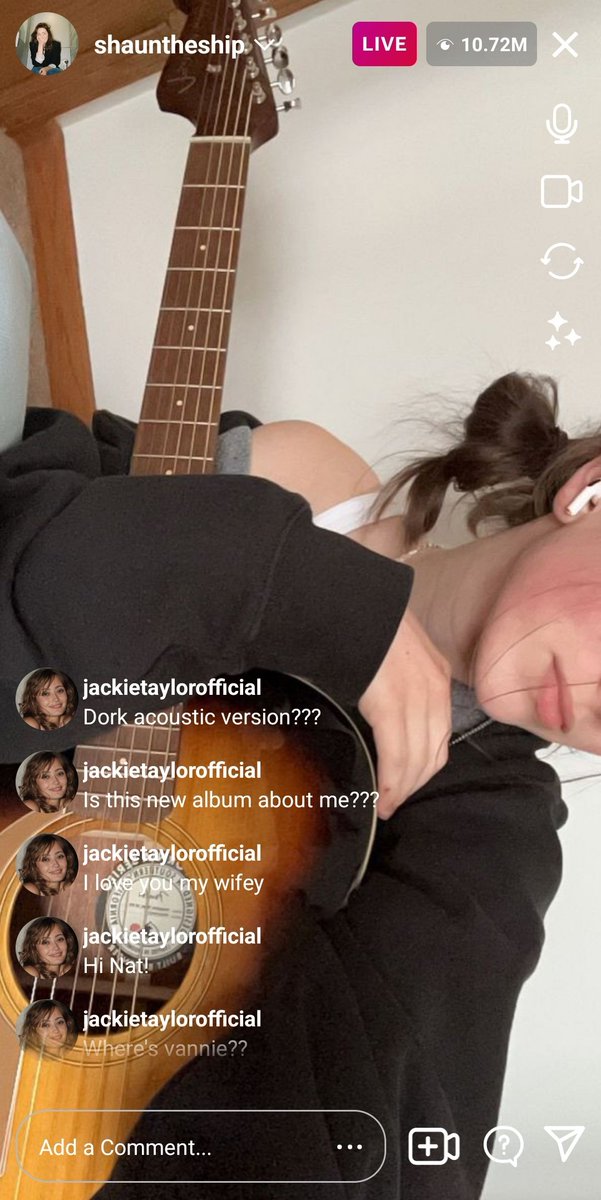 shauntheship
LIVE
10.72M
jackietaylorofficial
Dork acoustic version???
jackietaylorofficial
Is this new album about me???
jackietaylorofficial
I love you my wifey
jackietaylorofficial
Hi Nat!
jackietaylorofficial
Where's vannie??
Add a Comment...